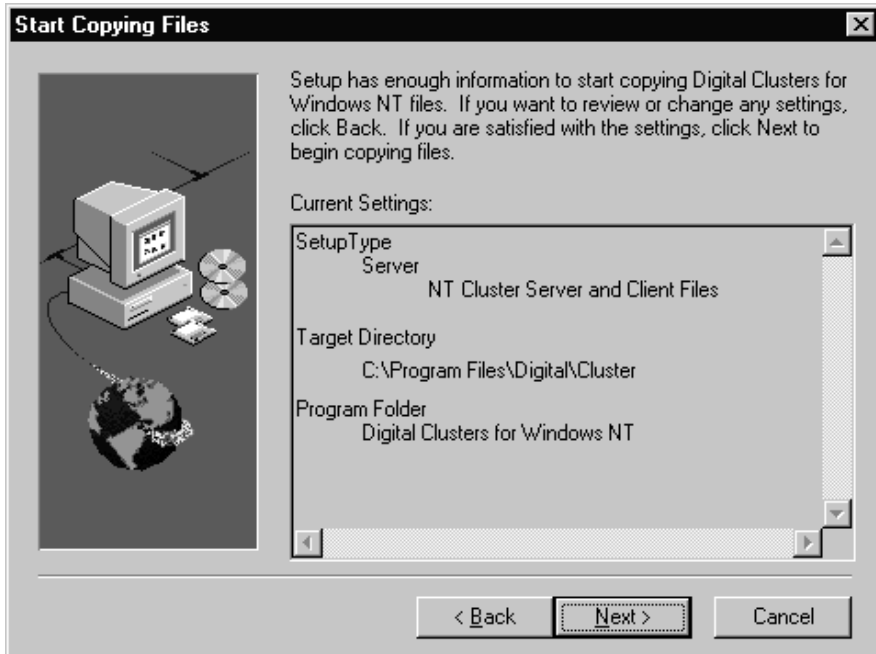 Start Copying Files
Setup has enough information to start copying Digital Clusters for
Windows NT files. If you want to review or change any settings,
click Back. If you are satisfied with the settings, click Next to
begin copying files.
Current Settings:
SetupType
Server
NT Cluster Server and Client Files
Target Directory
C:\Program Files\Digital\Cluster
Program Folder
Digital Clusters for Windows NT
< Back
Next >
Cancel